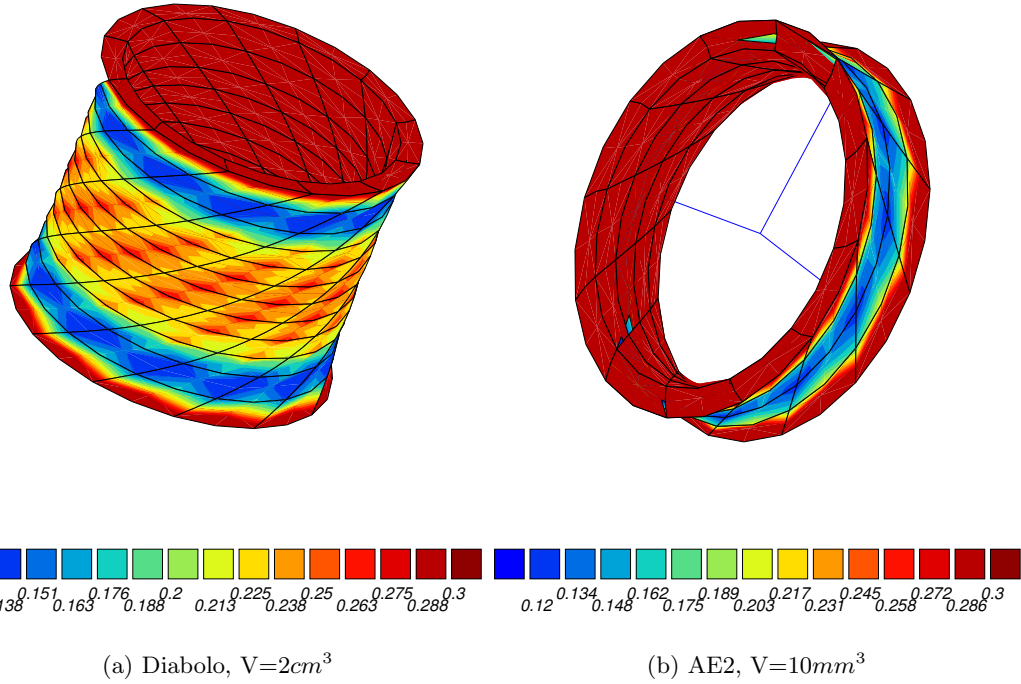 0.151 0.176 0.2 0.225 0.25 0.275 0.3
138 0.163 0.188 0.213 0.238 0.263 0.288
0.134 0.162 0.189 0.217 0.245 0.272 0.3
0.12 0.148 0.175 0.203 0.231 0.258 0.286
(a) Diabolo, V=2cm³
(b) AE2, V=10mm³